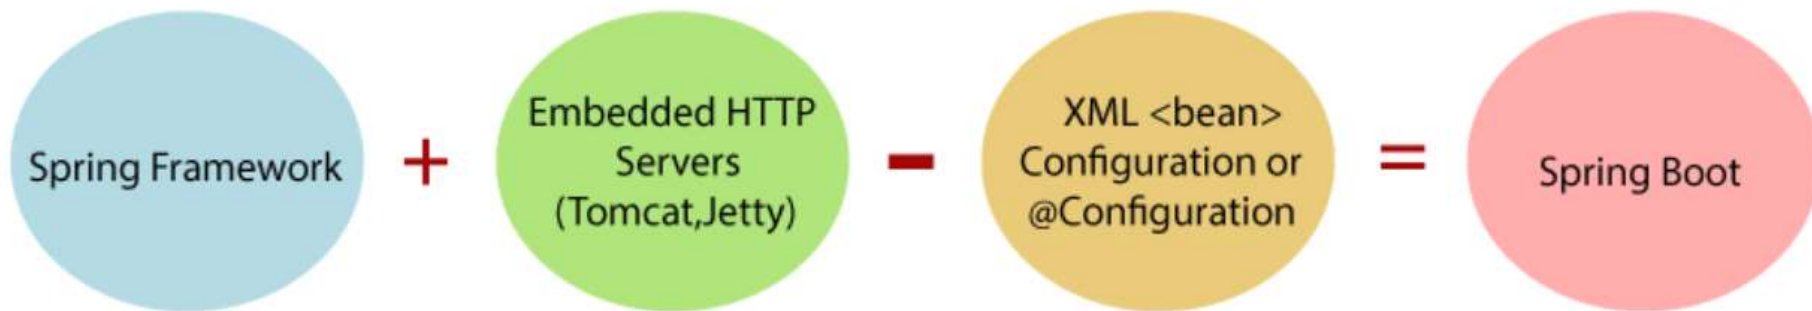 Spring Framework
+
Embedded HTTP
Servers
(Tomcat,Jetty)
-
XML <bean>
Configuration or
@Configuration
=
Spring Boot